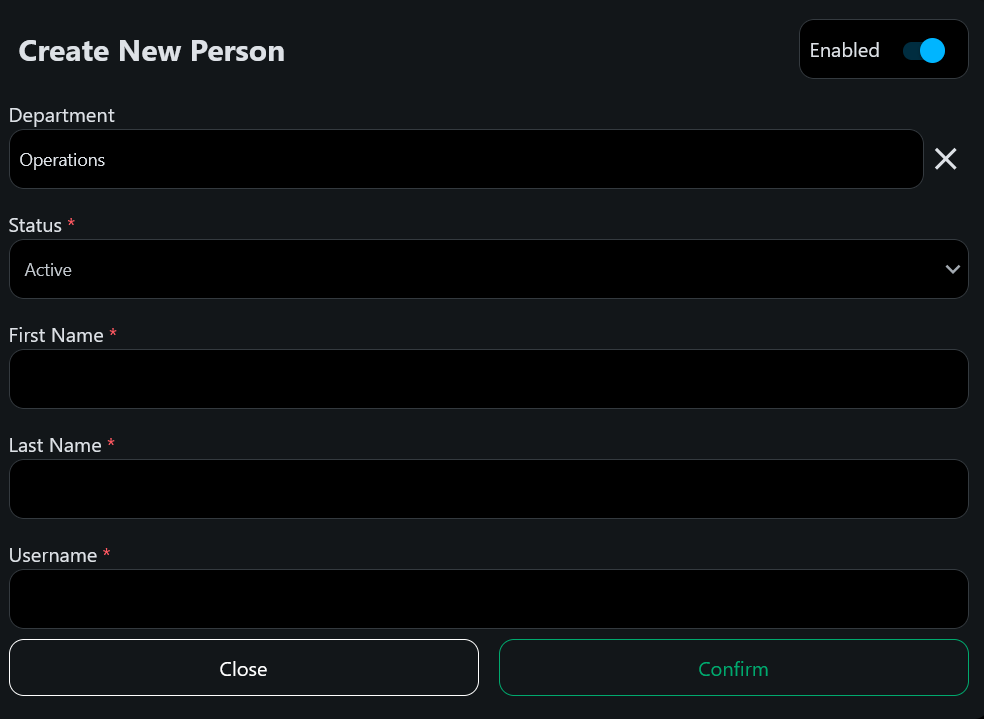 Create New Person
Enabled
Department
Operations
Status *
Active
First Name *
Last Name *
Username *
Close
Confirm